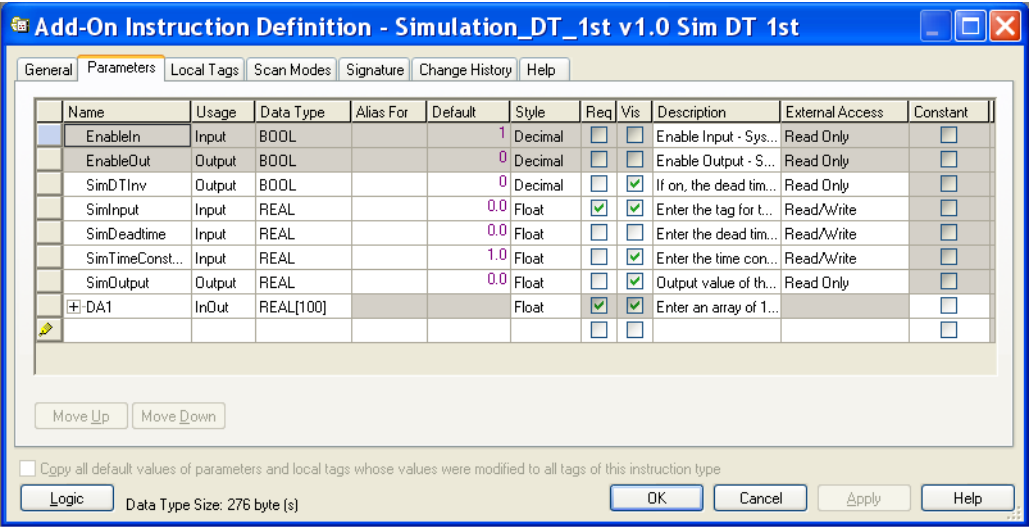 Add-On Instruction Definition - Simulation_DT_1st v1.0 Sim DT 1st
General Parameters Local Tags Scan Modes Signature Change History Help
Name Usage Data Type Alias For Default Style Req Vis Description External Access Constant
EnableIn Input BOOL 1 Decimal Enable Input - Sys... Read Only
EnableOut Output BOOL 0 Decimal Enable Output - S... Read Only
SimDTInv Output BOOL 0 Decimal If on, the dead tim... Read Only
SimInput Input REAL 0.0 Float Enter the tag for t... Read/Write
SimDeadtime Input REAL 0.0 Float Enter the dead tim... Read/Write
SimTimeConst... Input REAL 1.0 Float Enter the time con... Read/Write
SimOutput Output REAL 0.0 Float Output value of th... Read Only
DA1 InOut REAL[100] Float Enter an array of 1...
Move Up Move Down
Copy all default values of parameters and local tags whose values were modified to all tags of this instruction type
Logic Data Type Size: 276 byte (s) OK Cancel Apply Help